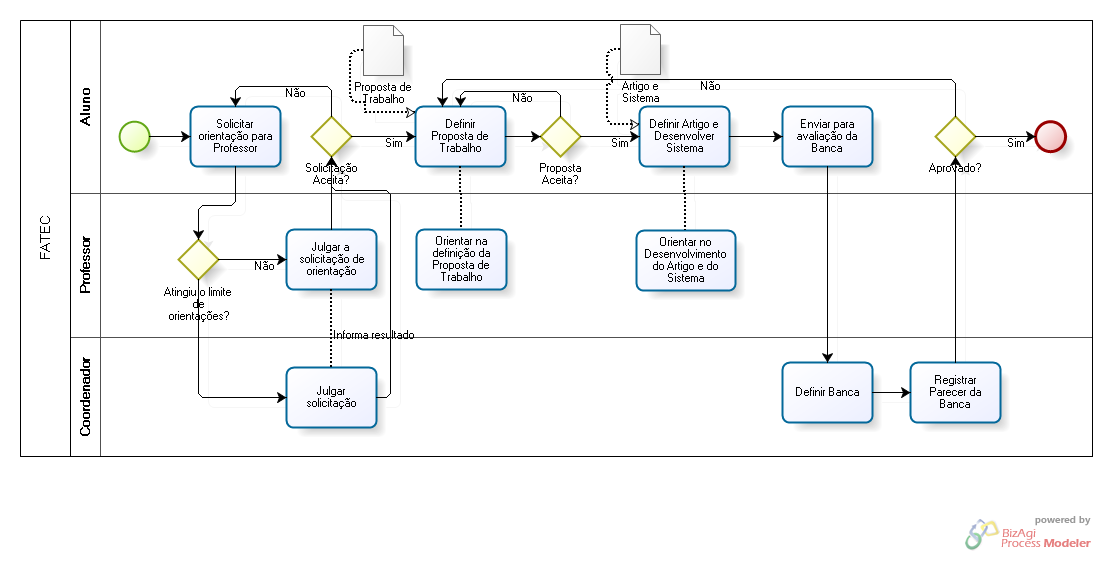 FATEC
Aluno
Professor
Coordenador
Solicitar
orientação para
Professor
Não
Solicitação
Aceita?
Sim
Proposta de
Trabalho
Definir
Proposta de
Trabalho
Não
Proposta
Aceita?
Sim
Artigo e
Sistema
Definir Artigo e
Desenvolver
Sistema
Não
Enviar para
avaliação da
Banca
Aprovado?
Sim
Atingiu o limite
de
orientações?
Não
Julgar a
solicitação de
orientação
Orientar na
definição da
Proposta de
Trabalho
Orientar no
Desenvolvimento
do Artigo e do
Sistema
Informa resultado
Julgar
solicitação
Definir Banca
Registrar
Parecer da
Banca
powered by
BizAgi
Process Modeler